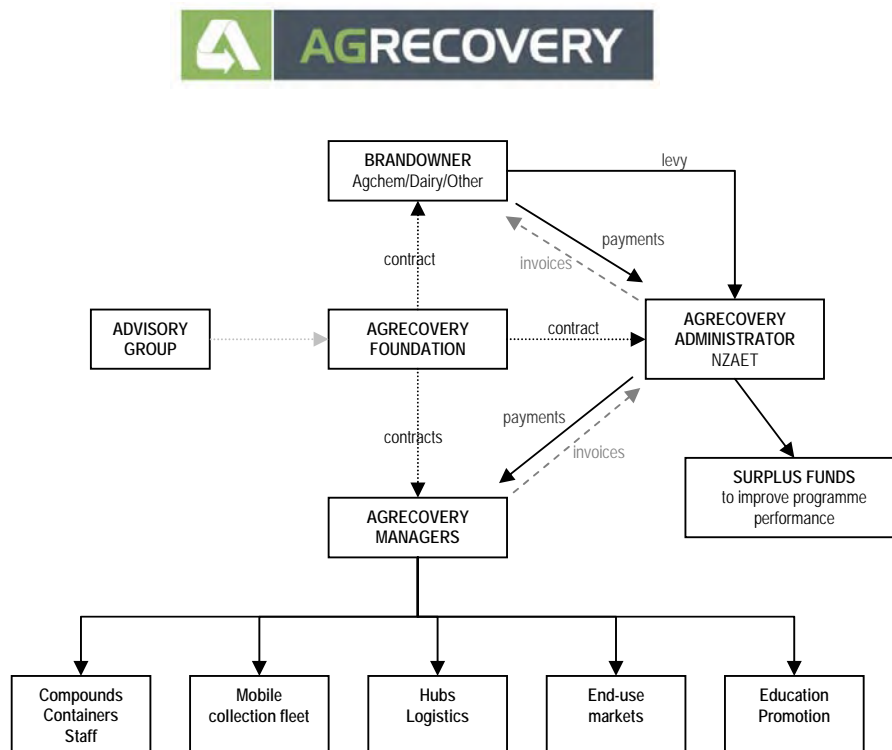 AGRECOVERY
BRANDOWNER
Agchem/Dairy/Other
levy
payments
invoices
contract
ADVISORY
GROUP
AGRECOVERY
FOUNDATION
contract
AGRECOVERY
ADMINISTRATOR
NZAET
contracts
payments
invoices
SURPLUS FUNDS
to improve programme
performance
AGRECOVERY
MANAGERS
Compounds
Containers
Staff
Mobile
collection fleet
Hubs
Logistics
End-use
markets
Education
Promotion